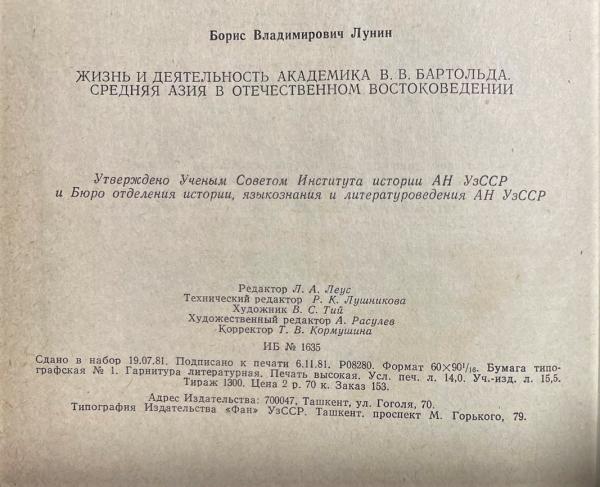 Борис Владимирович Лунин
ЖИЗНЬ И ДЕЯТЕЛЬНОСТЬ АКАДЕМИКА В. В. БАРТОЛЬДА.
СРЕДНЯЯ АЗИЯ В ОТЕЧЕСТВЕННОМ ВОСТОКОВЕДЕНИИ
Утверждено Ученым Советом Института истории АН УзССР
и Бюро отделения истории, языкознания и литературоведения АН УзССР
Редактор Л. А. Леус
Технический редактор Р. К. Лушникова
Художник В. С. Тий
Художественный редактор А. Расулев
Корректор Т. В. Кормушина
ИБ № 1635
Сдано в набор 19.07.81. Подписано к печати 6.11.81. Р08280. Формат 60×90¹/₁₆. Бумага типо-
графская № 1. Гарнитура литературная. Печать высокая. Усл. печ. л. 14,0. Уч.-изд. л. 15,5.
Тираж 1300. Цена 2 р. 70 к. Заказ 153.
Адрес Издательства: 700047, Ташкент, ул. Гоголя, 70.
Типография Издательства «Фан» УзССР. Ташкент. проспект М. Горького, 79.